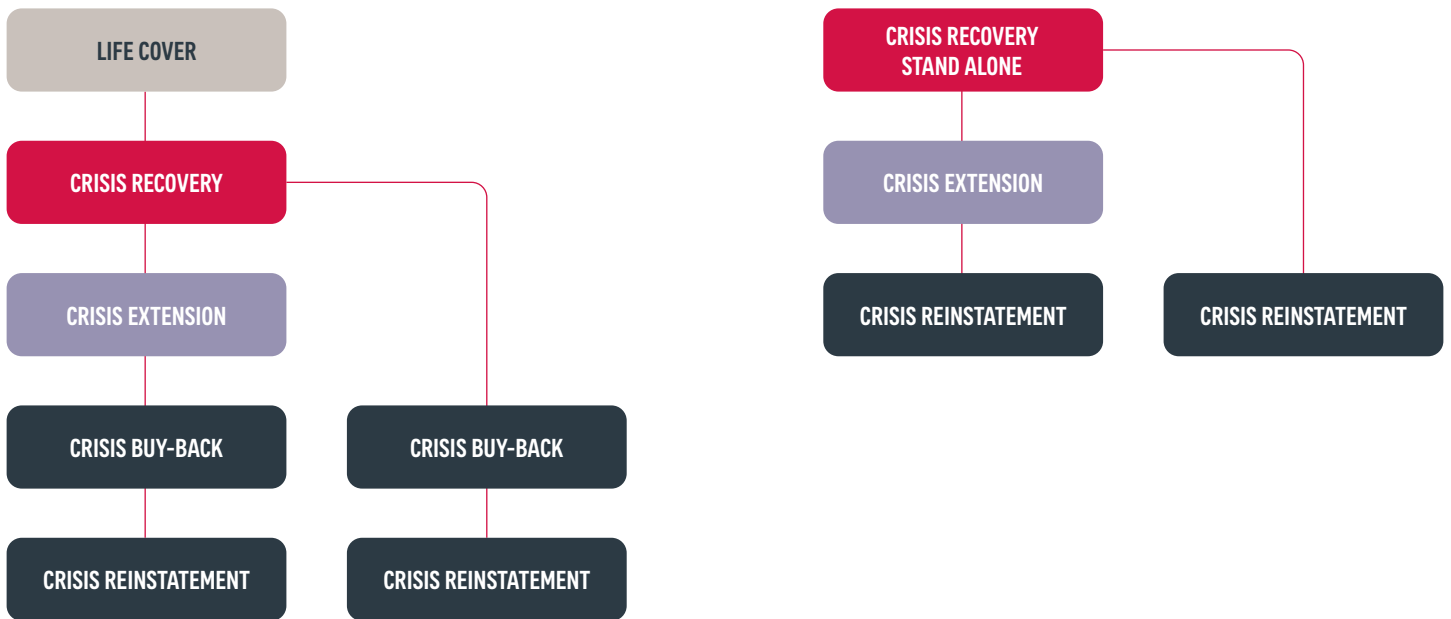 LIFE COVER
CRISIS RECOVERY
CRISIS EXTENSION
CRISIS BUY-BACK
CRISIS REINSTATEMENT
CRISIS BUY-BACK
CRISIS REINSTATEMENT
CRISIS RECOVERY
STAND ALONE
CRISIS EXTENSION
CRISIS REINSTATEMENT
CRISIS REINSTATEMENT